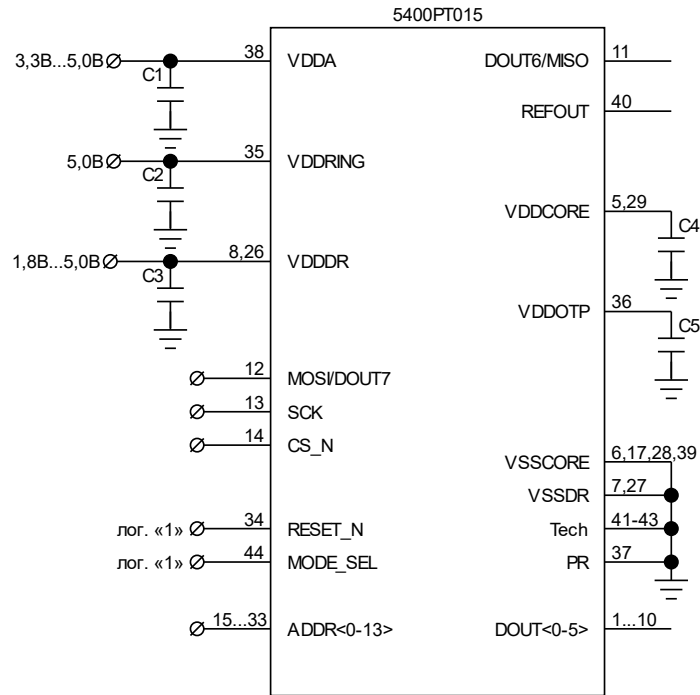 5400РТ015
3,3В...5,0В
C1
38
VDDA
DOUT6/MISO
11
REFOUT
40
5,0В
C2
35
VDDRING
VDDCORE
5,29
C4
1,8В...5,0В
C3
8,26
VDDDR
VDDOTP
36
C5
12
MOSI/DOUT7
13
SCK
14
CS_N
VSSCORE
6,17,28,39
VSSDR
7,27
лог. «1»
34
RESET_N
Tech
41-43
лог. «1»
44
MODE_SEL
PR
37
15...33
ADDR<0-13>
DOUT<0-5>
1...10